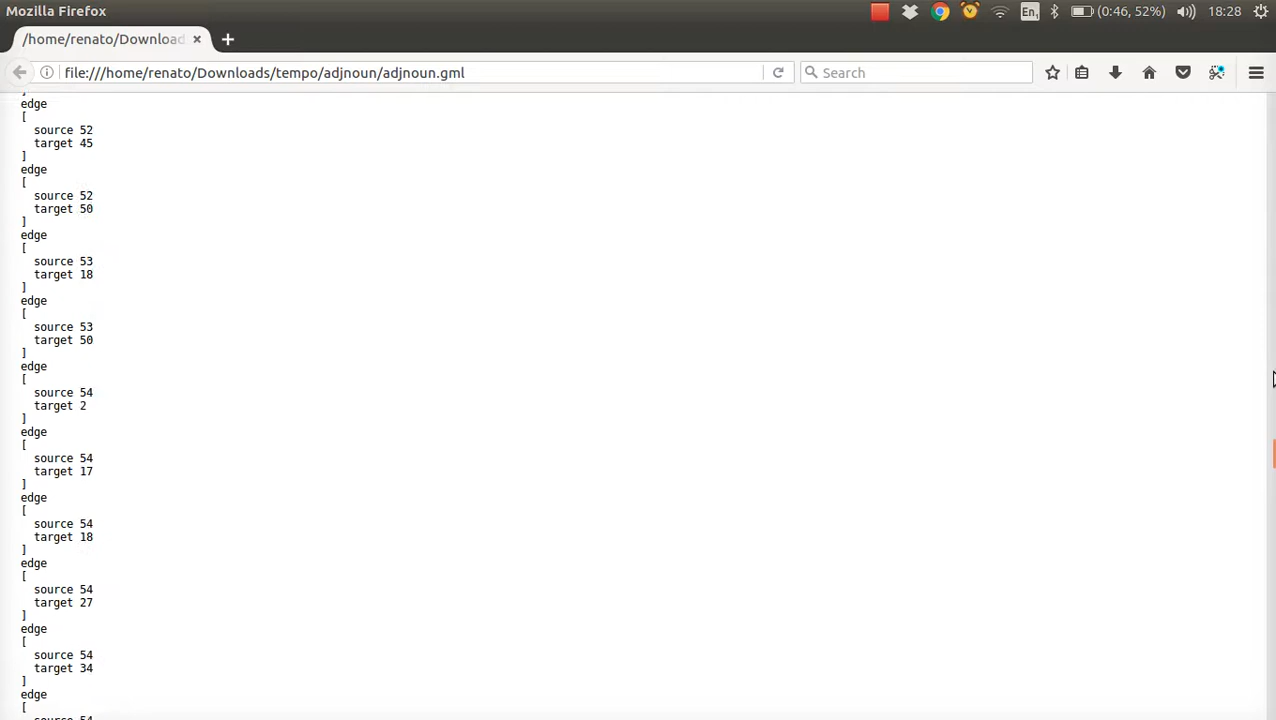 Mozilla Firefox
En1
(0:46, 52%)
18:28
/home/renato/Download
file:///home/renato/Downloads/tempo/adjnoun/adjnoun.gml
Search
]
edge
[
source 52
target 45
]
edge
[
source 52
target 50
]
edge
[
source 53
target 18
]
edge
[
source 53
target 50
]
edge
[
source 54
target 2
]
edge
[
source 54
target 17
]
edge
[
source 54
target 18
]
edge
[
source 54
target 27
]
edge
[
source 54
target 34
]
edge
[
source 54